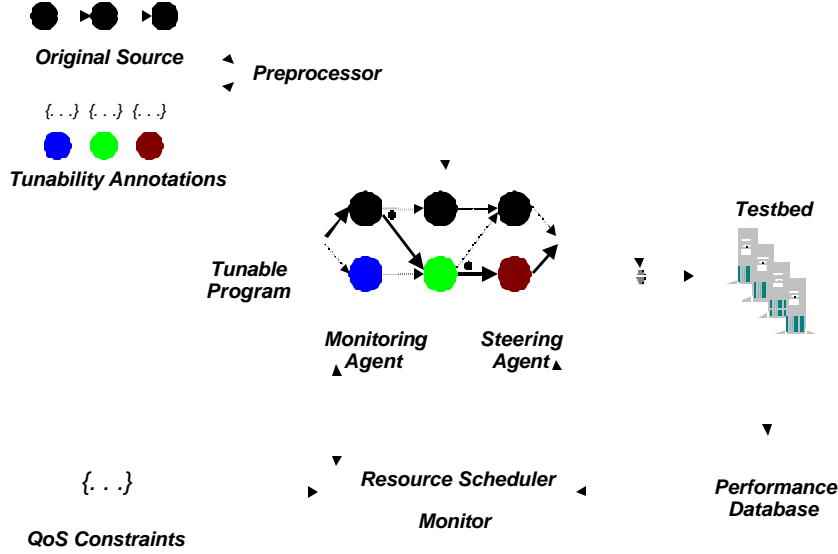 Original Source
Preprocessor
{. . .} {. . .} {. . .}
Tunability Annotations
Testbed
Tunable
Program
Monitoring
Agent
Steering
Agent
{. . .}
QoS Constraints
Resource Scheduler
Monitor
Performance
Database